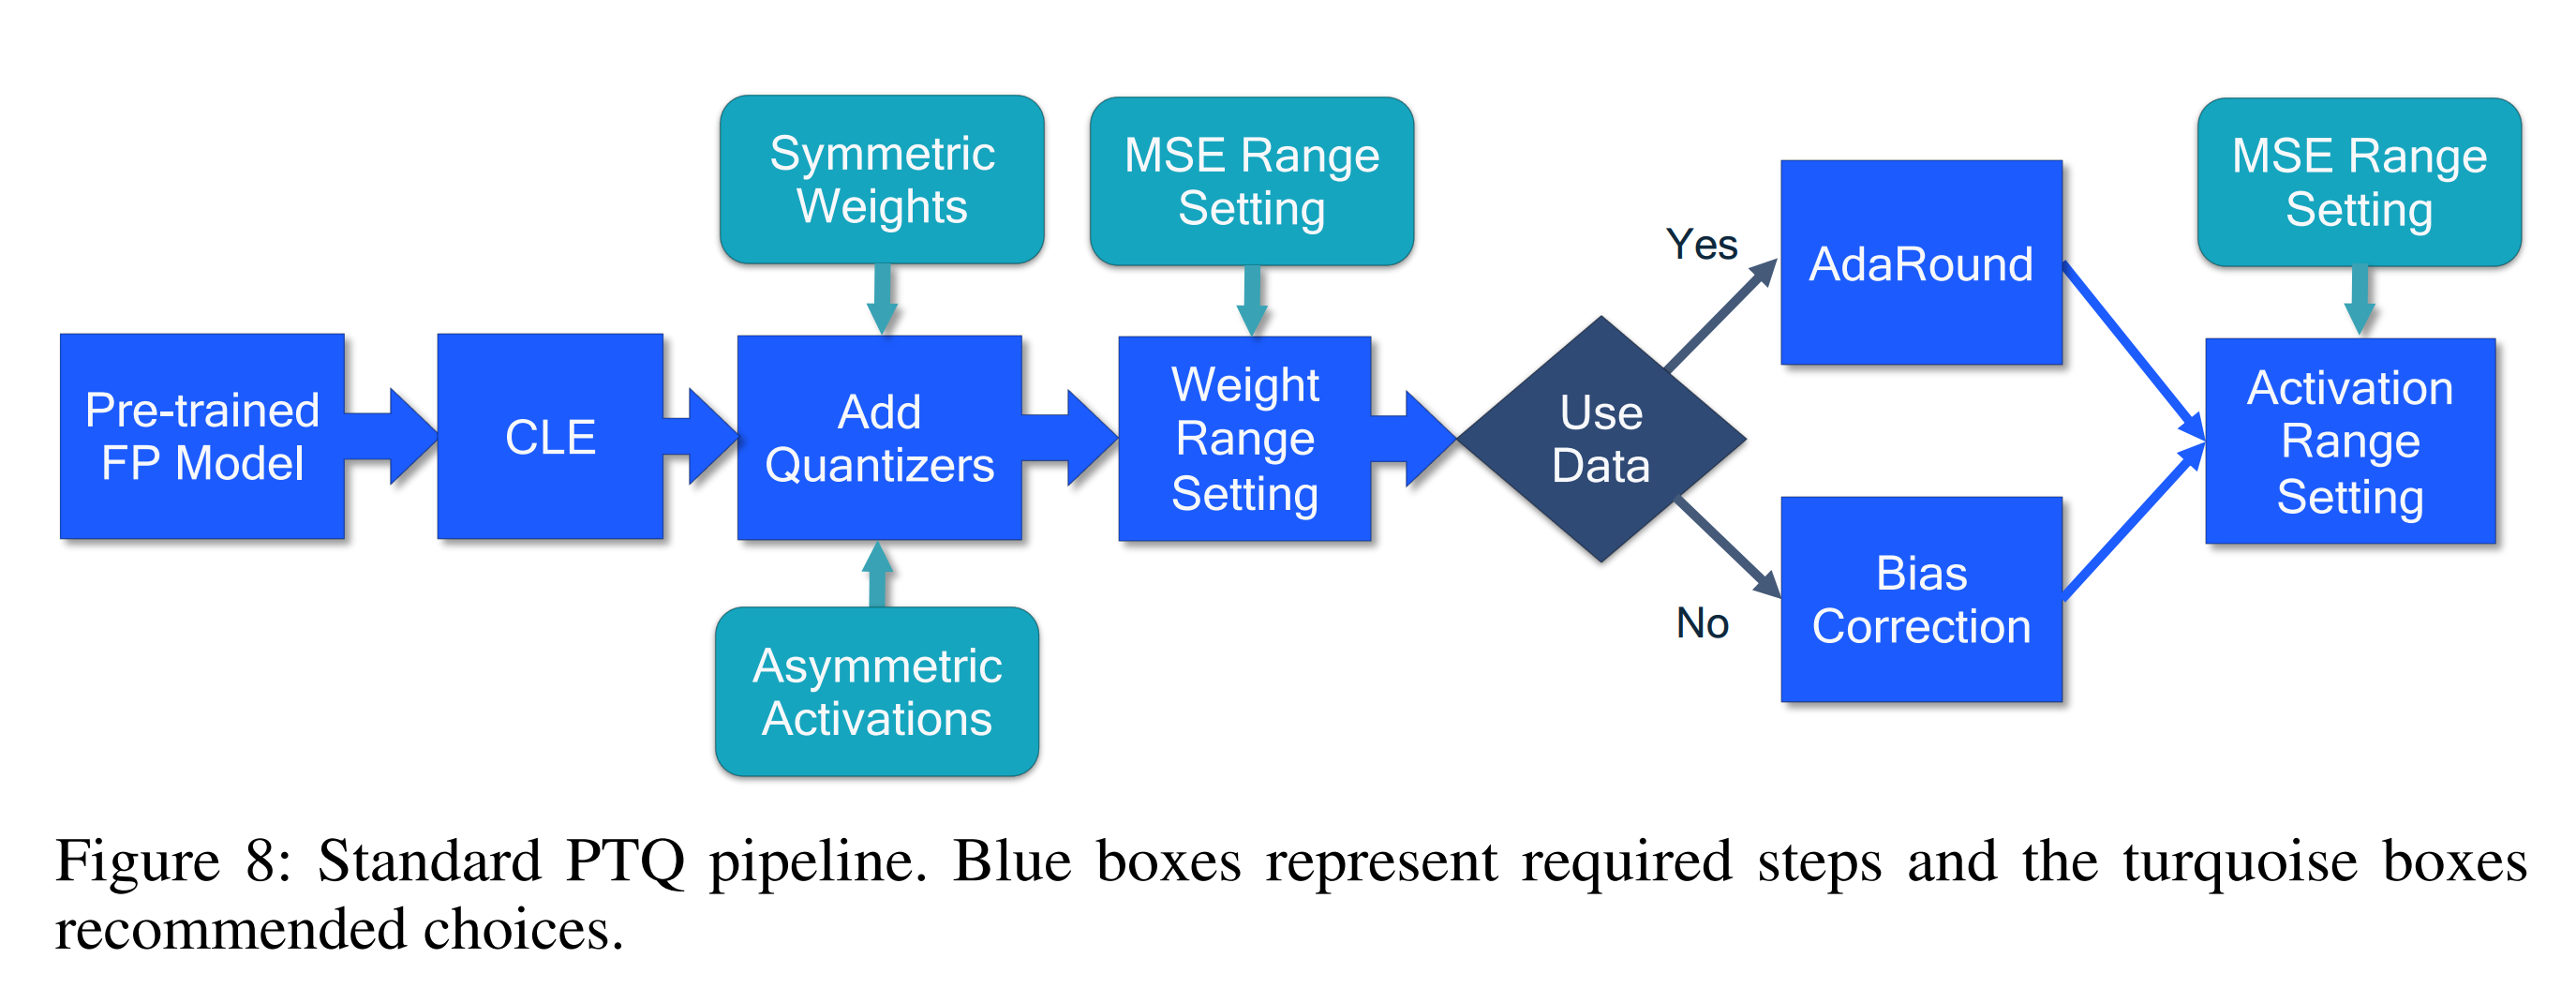 Symmetric
Weights
MSE Range
Setting
MSE Range
Setting
Pre-trained
FP Model
CLE
Add
Quantizers
Weight
Range
Setting
Use
Data
Yes
No
AdaRound
Bias
Correction
Activation
Range
Setting
Asymmetric
Activations
Figure 8: Standard PTQ pipeline. Blue boxes represent required steps and the turquoise boxes
recommended choices.